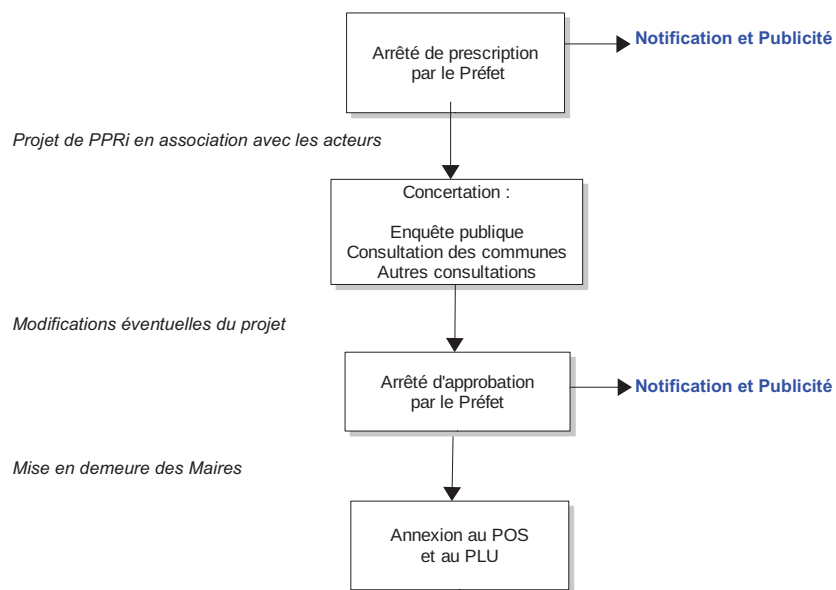 Arrêté de prescription
par le Préfet
Notification et Publicité
Projet de PPRi en association avec les acteurs
Concertation :
Enquête publique
Consultation des communes
Autres consultations
Modifications éventuelles du projet
Arrêté d'approbation
par le Préfet
Notification et Publicité
Mise en demeure des Maires
Annexion au POS
et au PLU